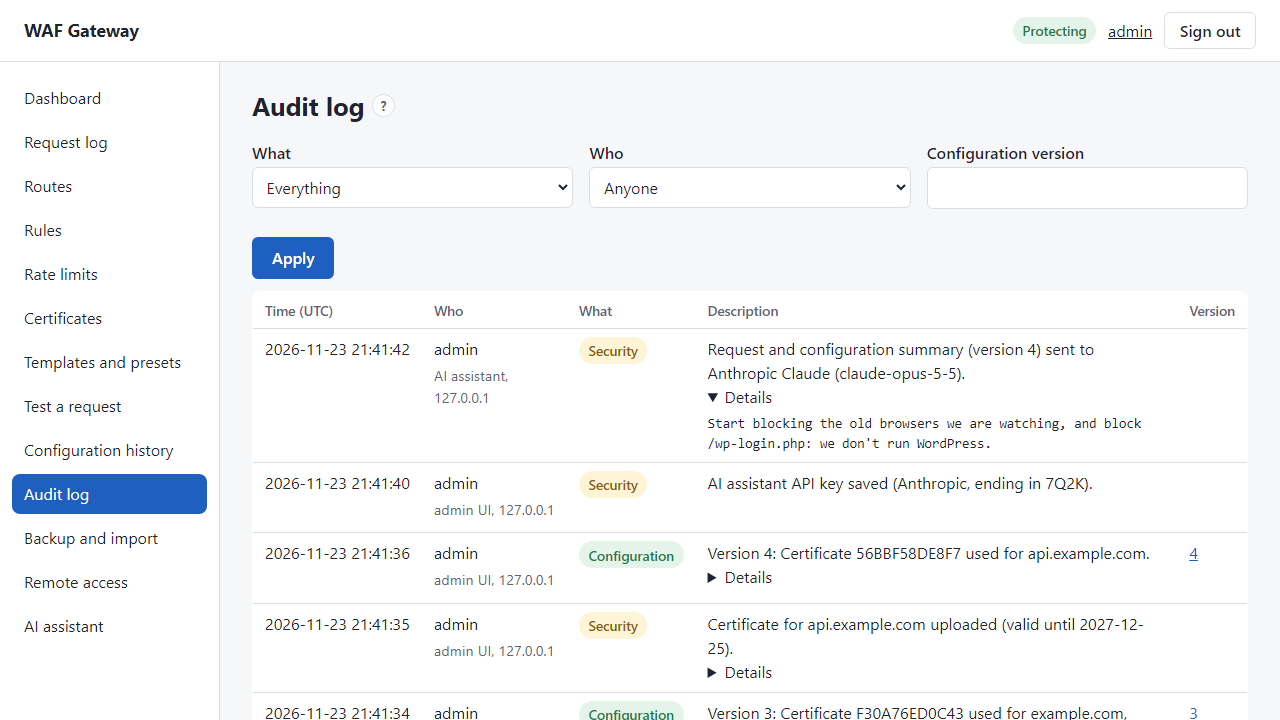 WAF Gateway
Protecting
admin
Sign out
Dashboard
Request log
Routes
Rules
Rate limits
Certificates
Templates and presets
Test a request
Configuration history
Audit log
Backup and import
Remote access
AI assistant
Audit log ?
What
Who
Configuration version
Everything
Anyone
Apply
Time (UTC) Who What Description Version
2026-11-23 21:41:42 admin Security Request and configuration summary (version 4) sent to
Anthropic Claude (claude-opus-5-5).
AI assistant,
127.0.0.1
▼ Details
Start blocking the old browsers we are watching, and block
/wp-login.php: we don't run WordPress.
2026-11-23 21:41:40 admin Security AI assistant API key saved (Anthropic, ending in 7Q2K).
admin UI, 127.0.0.1
2026-11-23 21:41:36 admin Configuration Version 4: Certificate 56BBF58DE8F7 used for api.example.com. 4
admin UI, 127.0.0.1
▶ Details
2026-11-23 21:41:35 admin Security Certificate for api.example.com uploaded (valid until 2027-12-
25).
admin UI, 127.0.0.1
▶ Details
2026-11-23 21:41:34 admin Configuration Version 3: Certificate F30A76ED0C43 used for example.com, 3